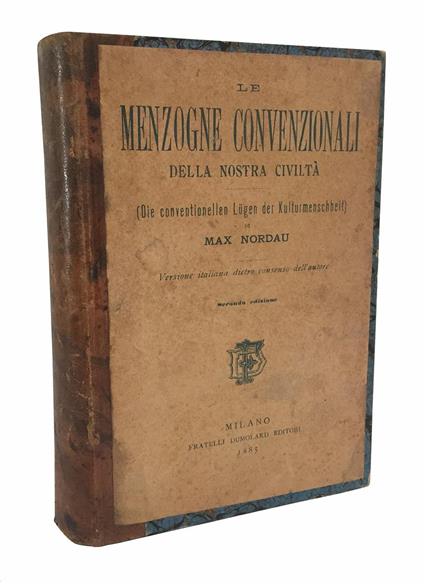 LE
MENZOGNE CONVENZIONALI
DELLA NOSTRA CIVILTÀ
(Die conventionellen Lügen der Kulturmenschheit)
DI
MAX NORDAU
Versione italiana dietro consenso dell'autore
seconda edizione
MILANO
FRATELLI DUMOLARD EDITORI
1885